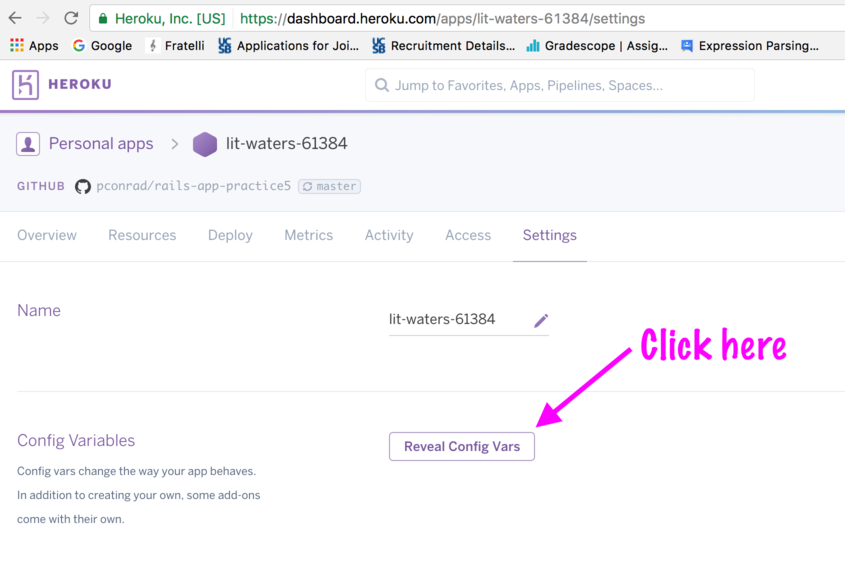 Heroku, Inc. [US] https://dashboard.heroku.com/apps/lit-waters-61384/settings
Apps Google Fratelli Applications for Joi... Recruitment Details... Gradescope | Assig... Expression Parsing...
HEROKU Jump to Favorites, Apps, Pipelines, Spaces...
Personal apps > lit-waters-61384
GITHUB pconrad/rails-app-practice5 master
Overview Resources Deploy Metrics Activity Access Settings
Name lit-waters-61384
Click here
Config Variables Reveal Config Vars
Config vars change the way your app behaves.
In addition to creating your own, some add-ons
come with their own.